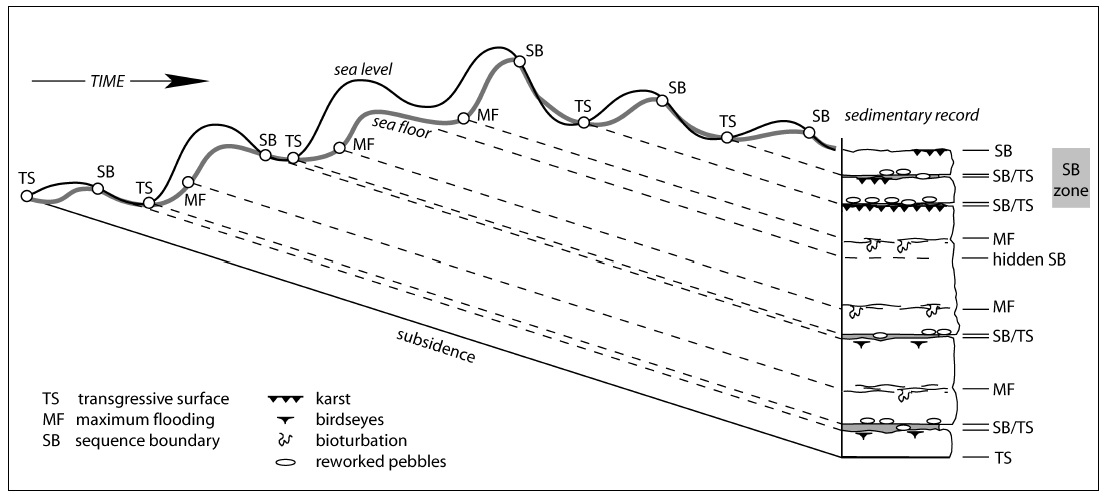 SB
sea level
TIME
SB
MF
TS
SB
sea floor
TS
SB
sedimentary record
SB TS
MF
SB
TS
SB
TS
MF
SB/TS
SB
zone
SB/TS
MF
hidden SB
MF
SB/TS
subsidence
MF
TS transgressive surface
MF maximum flooding
SB sequence boundary
karst
birdseyes
bioturbation
reworked pebbles
SB/TS
TS